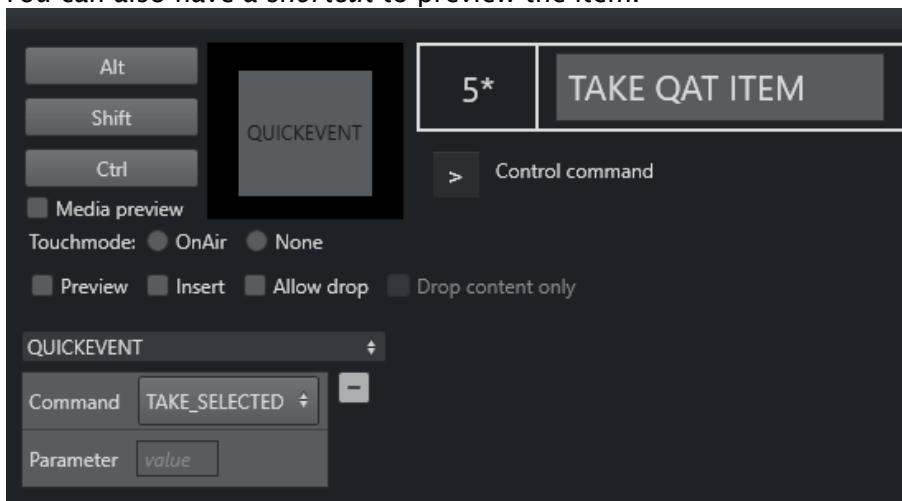 You can also have a shortcut to preview the item.
Alt
Shift
Ctrl
QUICKEVENT
5*
TAKE QAT ITEM
> Control command
Media preview
Touchmode: OnAir None
Preview Insert Allow drop Drop content only
QUICKEVENT
Command TAKE_SELECTED
Parameter value